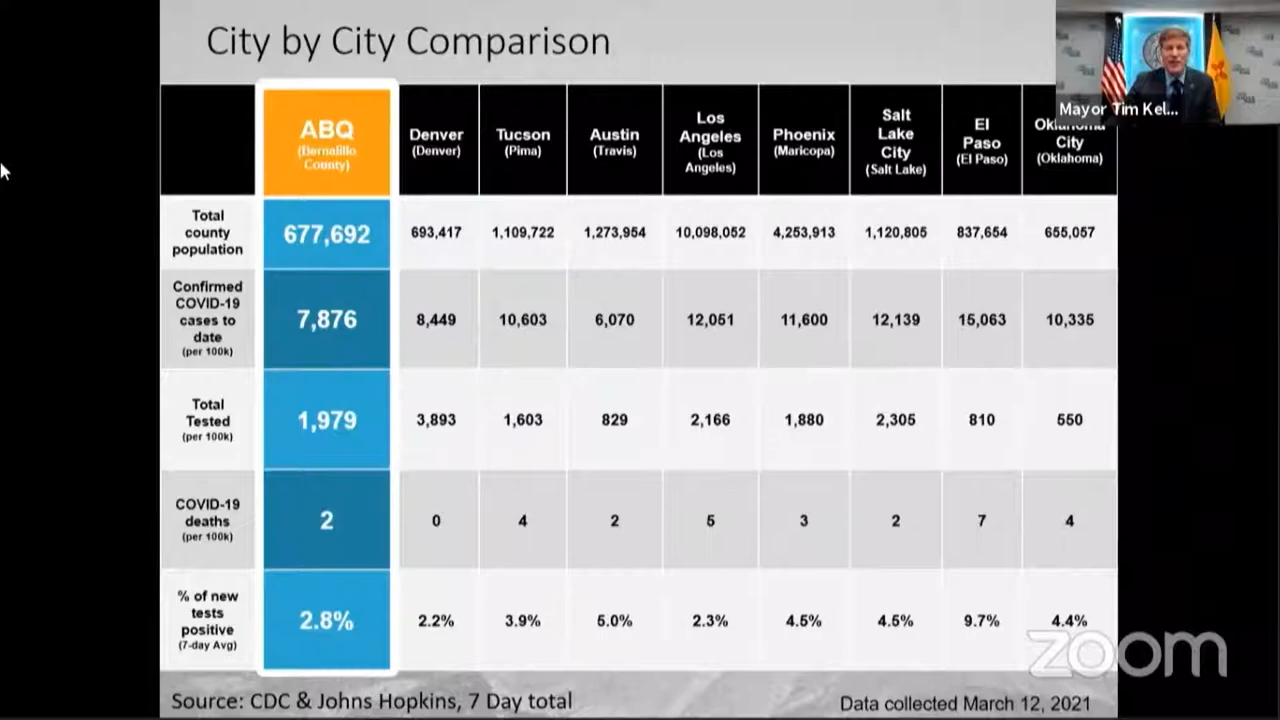 City by City Comparison
Mayor Tim Kel...
ABQ
(Bernalillo
County)
Denver
(Denver)
Tucson
(Pima)
Austin
(Travis)
Los
Angeles
(Los
Angeles)
Phoenix
(Maricopa)
Salt
Lake
City
(Salt Lake)
El
Paso
(El Paso)
Oklahoma
City
(Oklahoma)
Total
county
population
677,692
693,417
1,109,722
1,273,954
10,098,052
4,253,913
1,120,805
837,654
655,057
Confirmed
COVID-19
cases to
date
(per 100k)
7,876
8,449
10,603
6,070
12,051
11,600
12,139
15,063
10,335
Total
Tested
(per 100k)
1,979
3,893
1,603
829
2,166
1,880
2,305
810
550
COVID-19
deaths
(per 100k)
2
0
4
2
5
3
2
7
4
% of new
tests
positive
(7-day Avg)
2.8%
2.2%
3.9%
5.0%
2.3%
4.5%
4.5%
9.7%
4.4%
zoom
Source: CDC & Johns Hopkins, 7 Day total
Data collected March 12, 2021